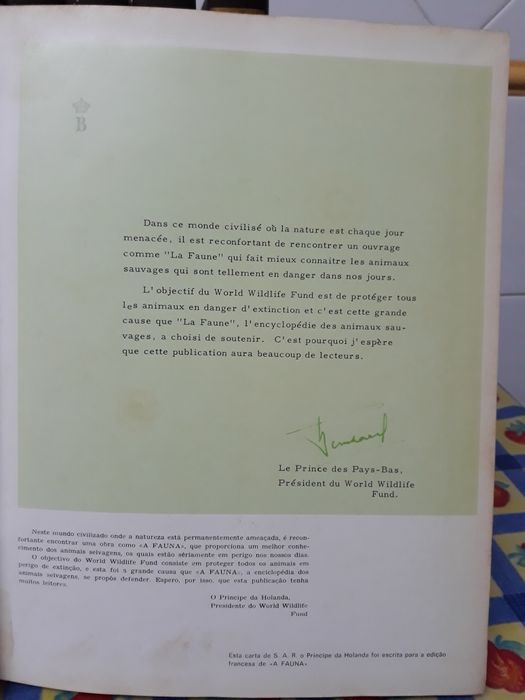 B
Dans ce monde civilisé où la nature est chaque jour
menacée, il est reconfortant de rencontrer un ouvrage
comme "La Faune" qui fait mieux connaitre les animaux
sauvages qui sont tellement en danger dans nos jours.
L'objectif du World Wildlife Fund est de protéger tous
les animaux en danger d'extinction et c'est cette grande
cause que "La Faune", l'encyclopédie des animaux sau-
vages, a choisi de soutenir. C'est pourquoi j'espère
que cette publication aura beaucoup de lecteurs.
Le Prince des Pays-Bas,
Président du World Wildlife
Fund.
Neste mundo civilizado onde a natureza está permanentemente ameaçada, é recon-
fortante encontrar uma obra como «A FAUNA», que proporciona um melhor conhe-
cimento dos animais selvagens, os quais estão sèriamente em perigo nos nossos dias.
O objectivo do World Wildlife Fund consiste em proteger todos os animais em
perigo de extinção, e esta foi a grande causa que «A FAUNA», a enciclopédia dos
animais selvagens, se propôs defender. Espero, por isso, que esta publicação tenha
muitos leitores.
O Príncipe da Holanda,
Presidente do World Wildlife
Fund
Esta carta de S. A. R. o Príncipe da Holanda foi escrita para a edição
francesa de «A FAUNA»